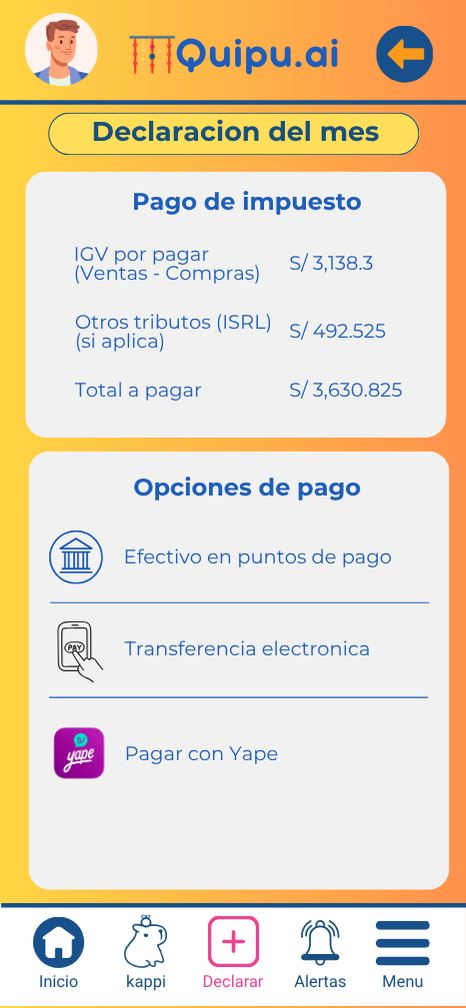 Quipu.ai
Declaracion del mes
Pago de impuesto
IGV por pagar
(Ventas - Compras)
S/ 3,138.3
Otros tributos (ISRL)
(si aplica)
S/ 492.525
Total a pagar
S/ 3,630.825
Opciones de pago
Efectivo en puntos de pago
PAY
Transferencia electronica
S/
yape
Pagar con Yape
Inicio
kappi
Declarar
Alertas
Menu